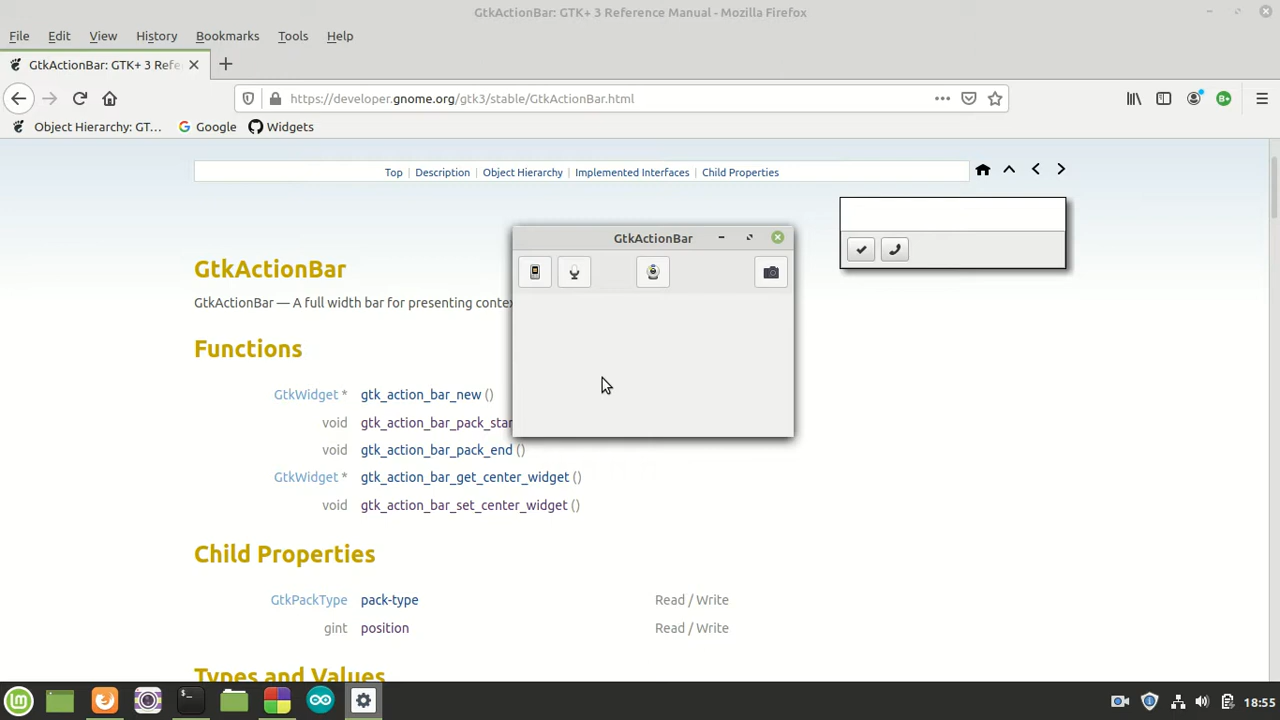 GtkActionBar: GTK+ 3 Reference Manual - Mozilla Firefox
File Edit View History Bookmarks Tools Help
GtkActionBar: GTK+ 3 Refe
https://developer.gnome.org/gtk3/stable/GtkActionBar.html
Object Hierarchy: GT... Google Widgets
Top | Description | Object Hierarchy | Implemented Interfaces | Child Properties
GtkActionBar
GtkActionBar
GtkActionBar — A full width bar for presenting
Functions
GtkWidget * gtk_action_bar_new ()
void gtk_action_bar_pack_star
void gtk_action_bar_pack_end ()
GtkWidget * gtk_action_bar_get_center_widget ()
void gtk_action_bar_set_center_widget ()
Child Properties
GtkPackType pack-type Read / Write
gint position Read / Write
Types and Values
18:55